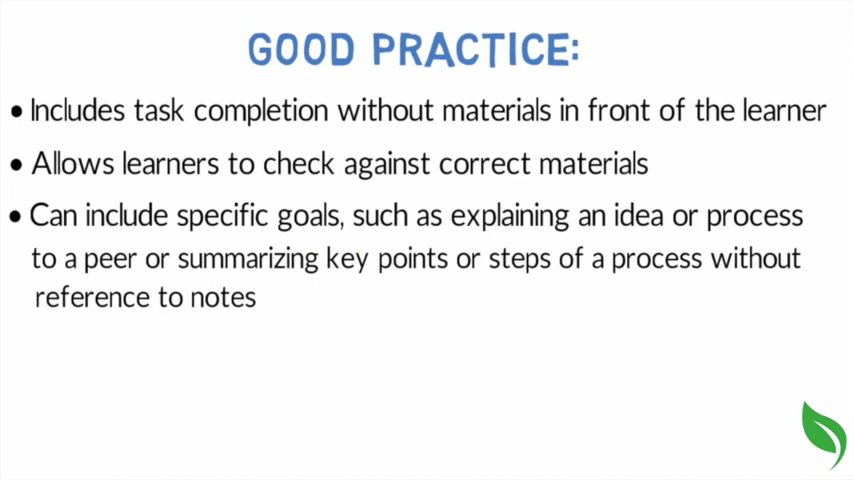 GOOD PRACTICE:
• Includes task completion without materials in front of the learner
• Allows learners to check against correct materials
• Can include specific goals, such as explaining an idea or process
to a peer or summarizing key points or steps of a process without
reference to notes